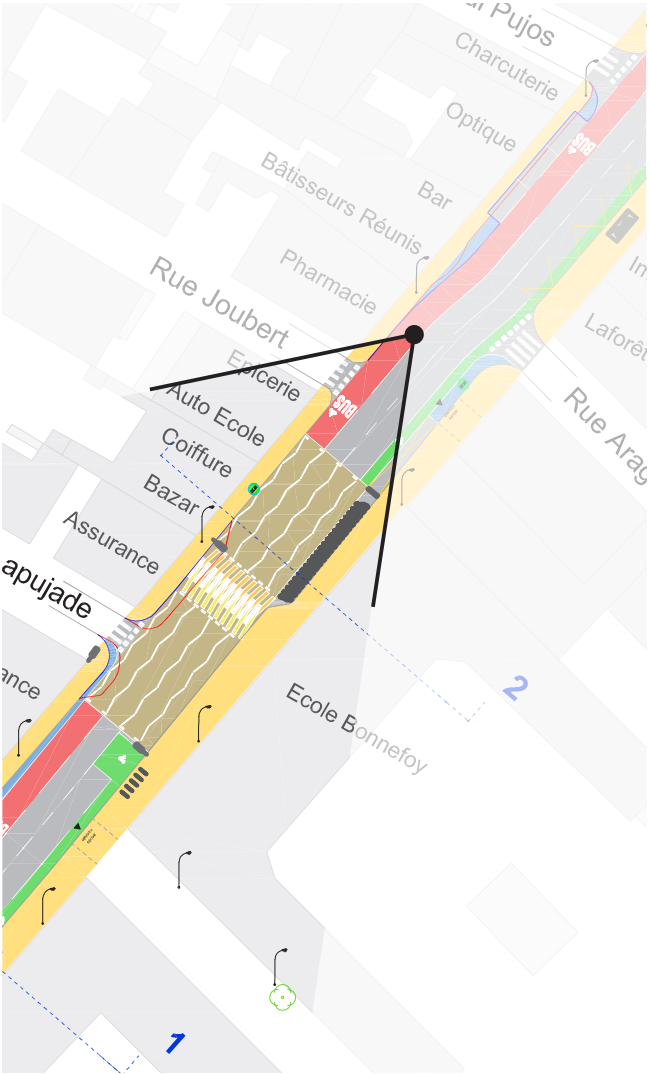 Pujos
Charcuterie
Optique
BUS
Bar
Bâtisseurs Réunis
Pharmacie
Rue Joubert
Laforêt
Epicerie
BUS
Auto Ecole
Rue Arag
Coiffure
Bazar
Assurance
apujade
ance
2
Ecole Bonnefoy
1